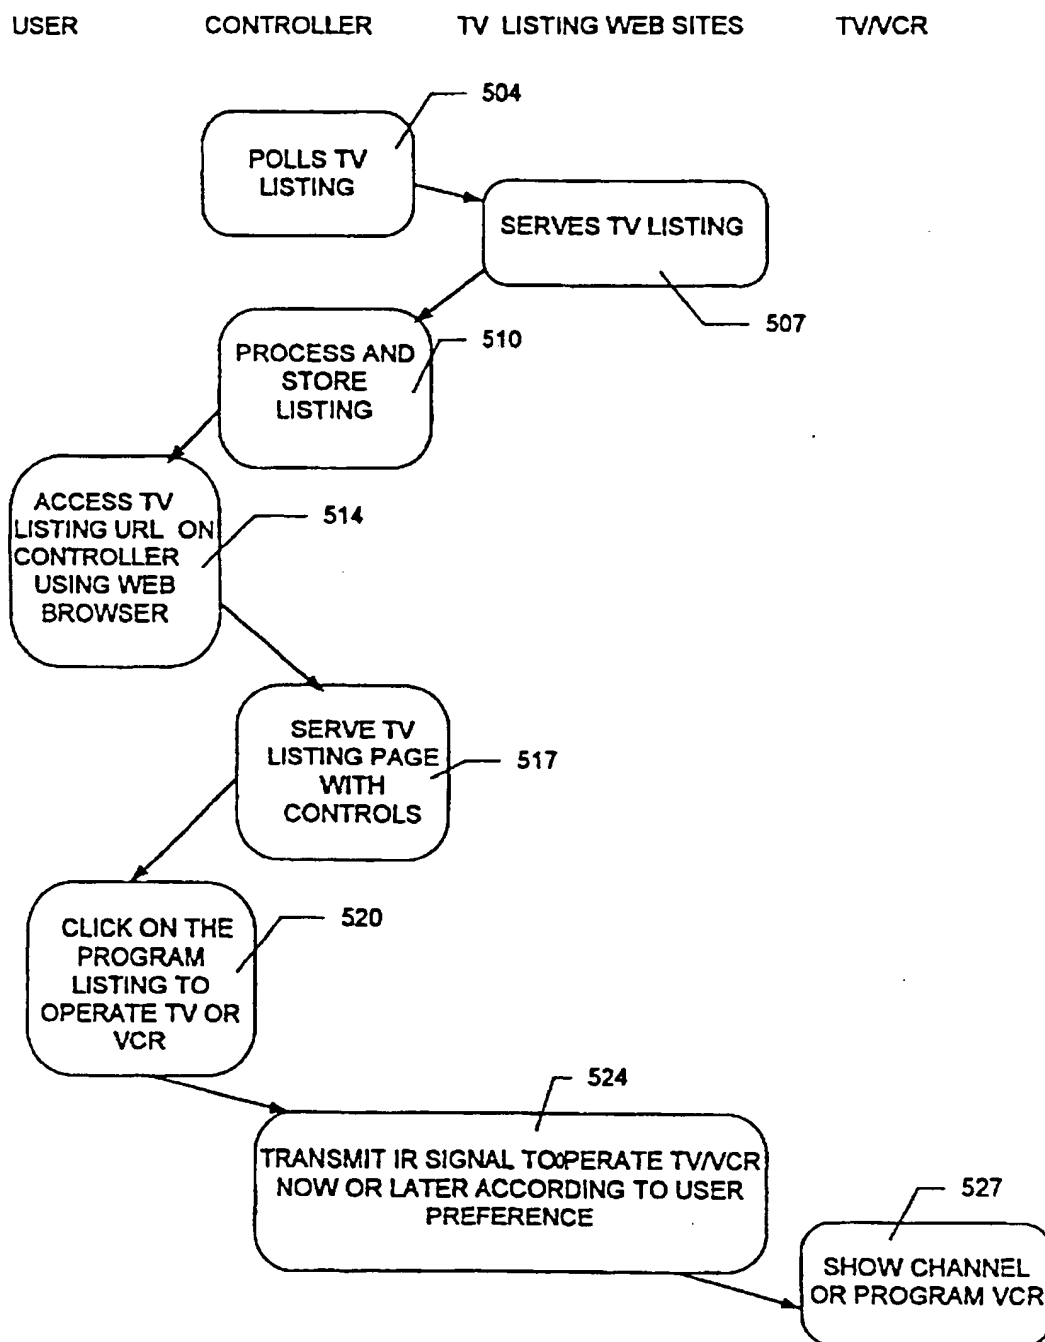 USER CONTROLLER TV LISTING WEB SITES TV/VCR
504
POLLS TV
LISTING
SERVES TV LISTING
507
510
PROCESS AND
STORE
LISTING
ACCESS TV
LISTING URL ON
CONTROLLER
USING WEB
BROWSER
514
SERVE TV
LISTING PAGE
WITH
CONTROLS
517
CLICK ON THE
PROGRAM
LISTING TO
OPERATE TV OR
VCR
520
524
TRANSMIT IR SIGNAL TO OPERATE TV/VCR
NOW OR LATER ACCORDING TO USER
PREFERENCE
527
SHOW CHANNEL
OR PROGRAM VCR